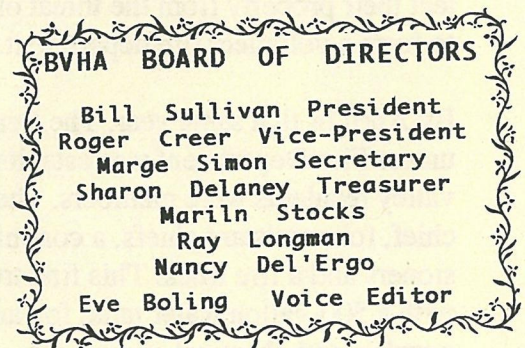 BVHA BOARD OF DIRECTORS
Bill Sullivan President
Roger Creer Vice-President
Marge Simon Secretary
Sharon Delaney Treasurer
Mariln Stocks
Ray Longman
Nancy Del'Ergo
Eve Boling Voice Editor